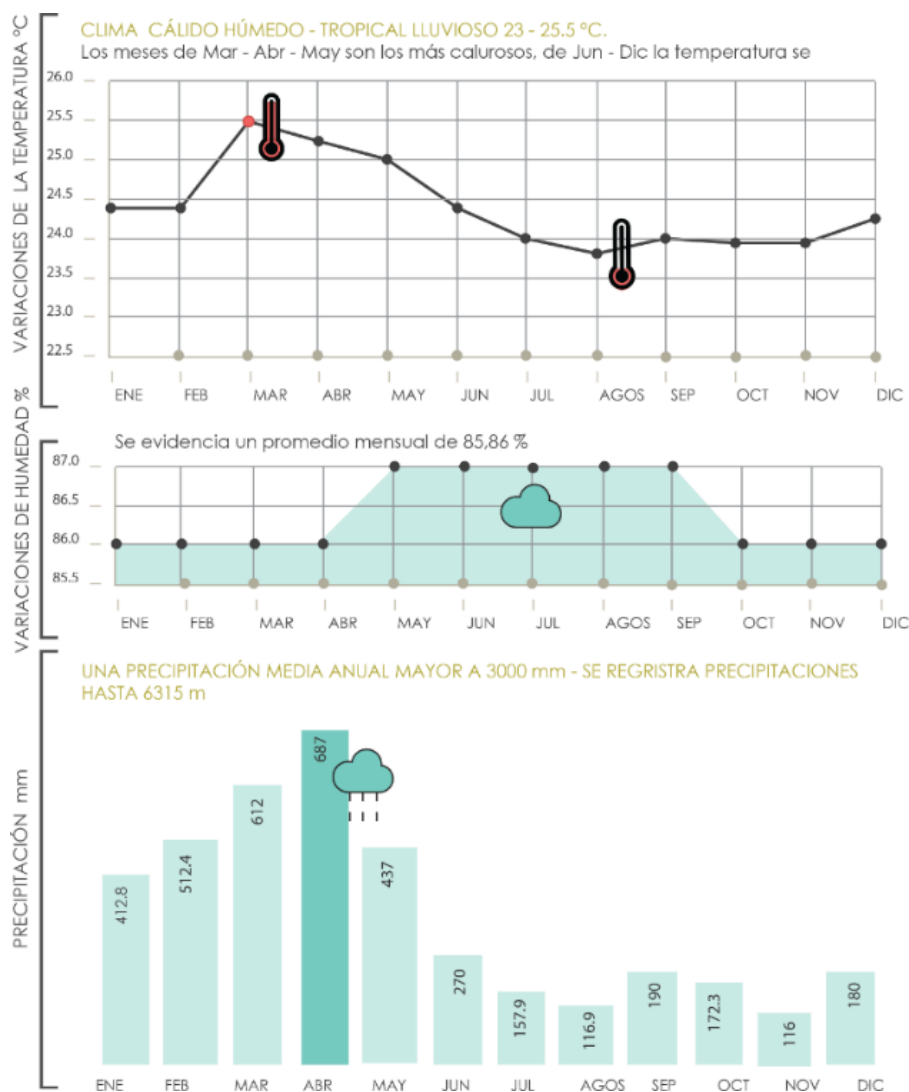 VARIACIONES DE LA TEMPERATURA ºC
CLIMA CÁLIDO HÚMEDO - TROPICAL LLUVIOSO 23 - 25.5 ºC.
Los meses de Mar - Abr - May son los más calurosos, de Jun - Dic la temperatura se
26.0
25.5
25.0
24.5
24.0
23.5
23.0
22.5
ENE FEB MAR ABR MAY JUN JUL AGOS SEP OCT NOV DIC
VARIACIONES DE HUMEDAD %
Se evidencia un promedio mensual de 85,86 %
87.0
86.5
86.0
85.5
ENE FEB MAR ABR MAY JUN JUL AGOS SEP OCT NOV DIC
PRECIPITACIÓN mm
UNA PRECIPITACIÓN MEDIA ANUAL MAYOR A 3000 mm - SE REGRISTRA PRECIPITACIONES
HASTA 6315 m
412.8 512.4 612 687 437 270 157.9 116.9 190 172.3 116 180
ENE FEB MAR ABR MAY JUN JUL AGOS SEP OCT NOV DIC